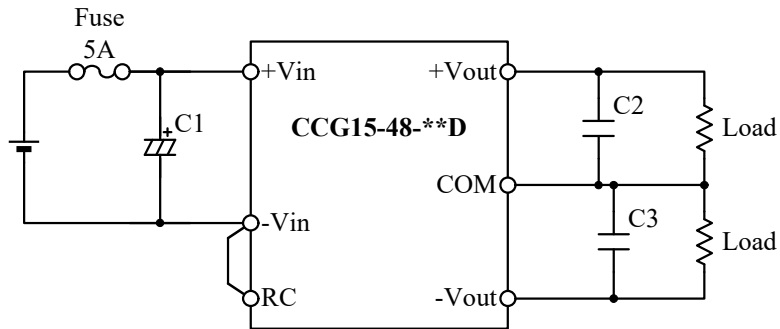 Fuse
5A
+Vin
+Vout
+
C1
C2
CCG15-48-**D
Load
COM
-Vin
C3
Load
RC
-Vout